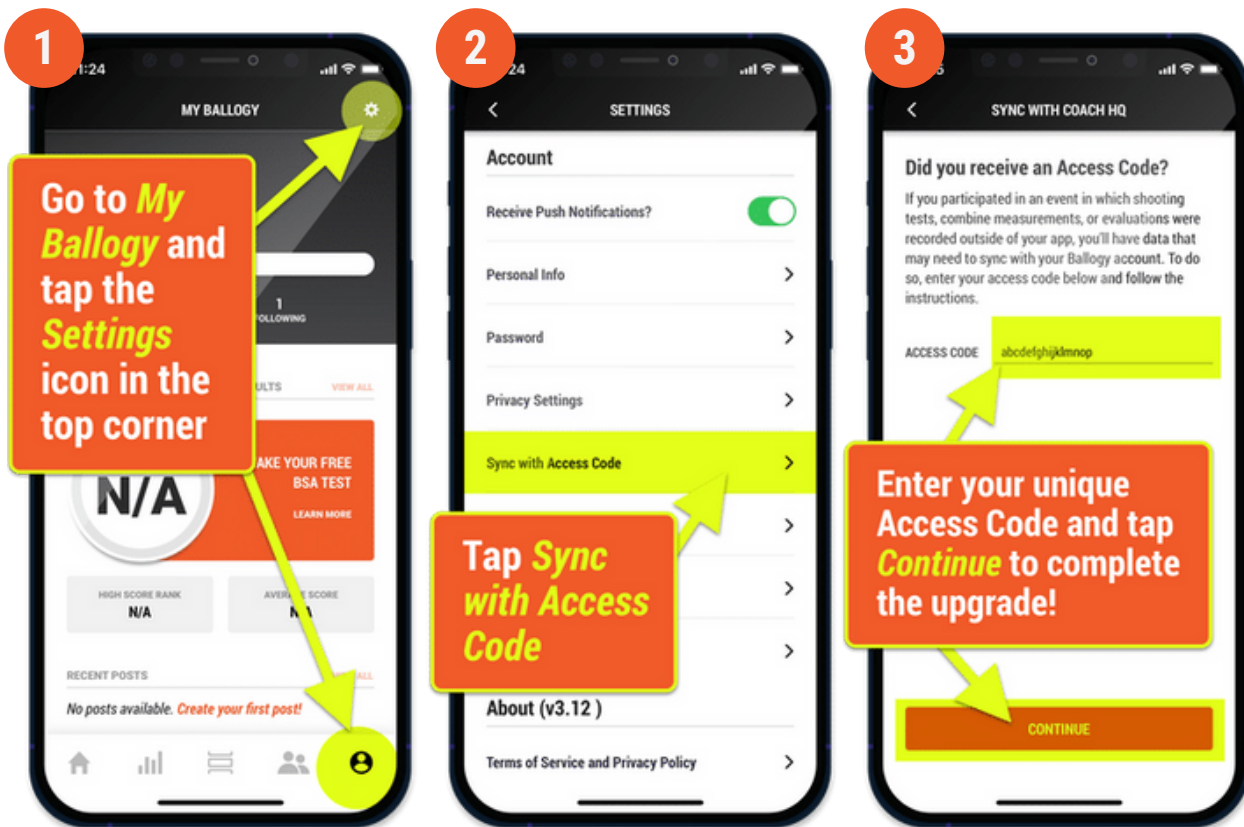 1
:24
MY BALLOGY
Go to My
Ballogy and
tap the
Settings
icon in the
top corner
1
FOLLOWING
ULTS
VIEW ALL
N/A
AKE YOUR FREE
BSA TEST
LEARN MORE
HIGH SCORE RANK
N/A
AVERAGE SCORE
N/A
RECENT POSTS
ALL
No posts available. Create your first post!
2
24
SETTINGS
Account
Receive Push Notifications?
Personal Info
Password
Privacy Settings
Sync with Access Code
Tap Sync
with Access
Code
About (v3.12 )
Terms of Service and Privacy Policy
3
SYNC WITH COACH HQ
Did you receive an Access Code?
If you participated in an event in which shooting
tests, combine measurements, or evaluations were
recorded outside of your app, you'll have data that
may need to sync with your Ballogy account. To do
so, enter your access code below and follow the
instructions.
ACCESS CODE abcdefghijklmnop
Enter your unique
Access Code and tap
Continue to complete
the upgrade!
CONTINUE